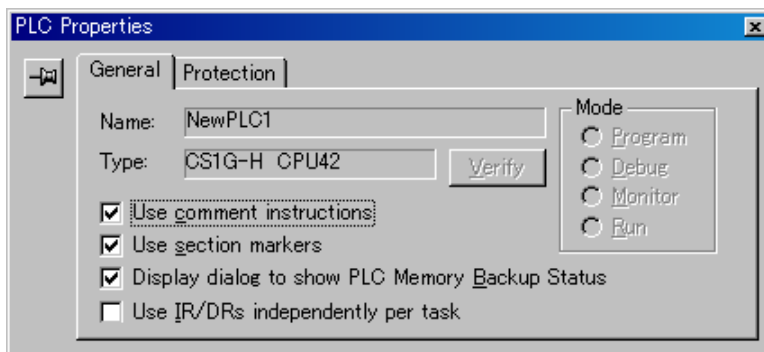 PLC Properties
General Protection
Name: NewPLC1
Type: CS1G-H CPU42 Verify
Mode
Program
Debug
Monitor
Run
Use comment instructions
Use section markers
Display dialog to show PLC Memory Backup Status
Use IR/DRs independently per task